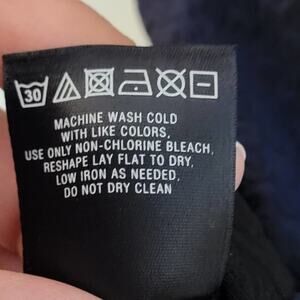 30
MACHINE WASH COLD
WITH LIKE COLORS,
USE ONLY NON-CHLORINE BLEACH,
RESHAPE LAY FLAT TO DRY,
LOW IRON AS NEEDED,
DO NOT DRY CLEAN